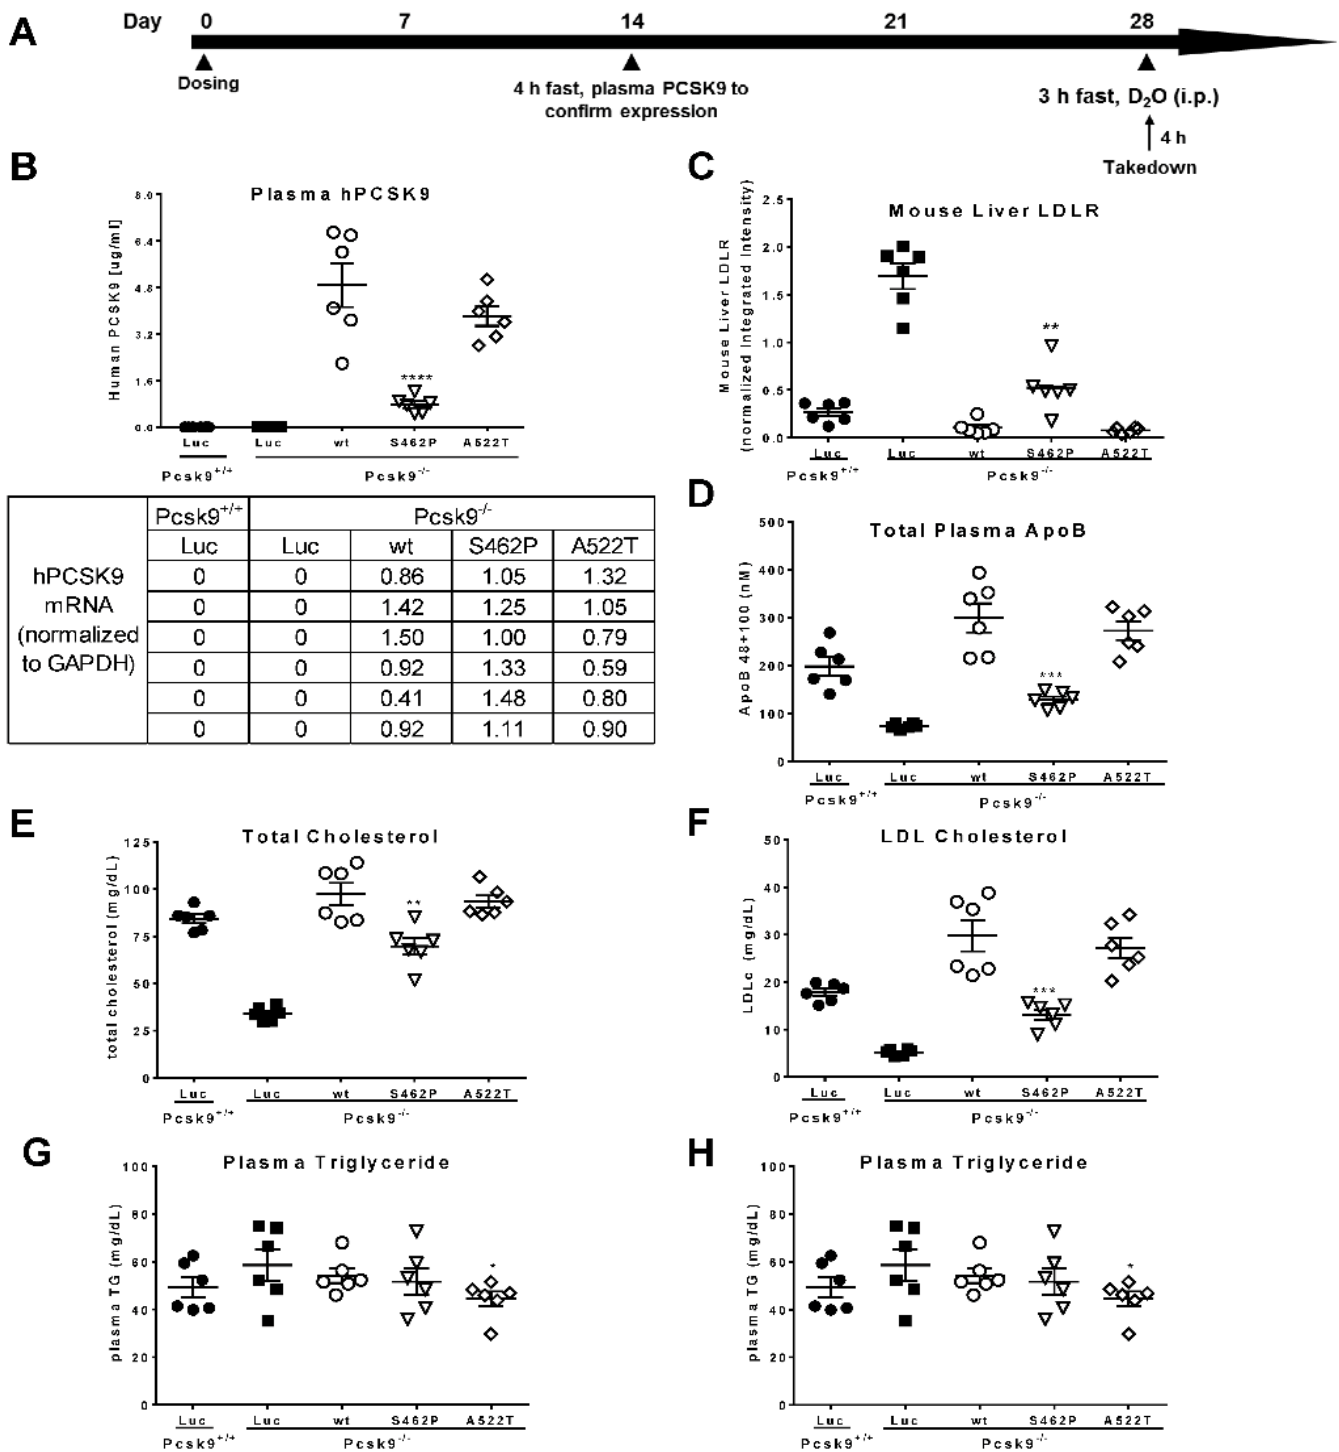 A
Day 0 7 14 21 28
Dosing
4 h fast, plasma PCSK9 to
confirm expression
3 h fast, D₂O (i.p.)
4 h
Takedown
B
Plasma hPCSK9
Human PCSK9 [ug/ml]
8.0
6.4
4.8
3.2
1.6
0.0
****
Luc Luc wt S462P A522T
Pcsk9⁺/⁺ Pcsk9⁻/⁻
hPCSK9
mRNA
(normalized
to GAPDH)
Pcsk9⁺/⁺ Pcsk9⁻/⁻
Luc Luc wt S462P A522T
0 0 0.86 1.05 1.32
0 0 1.42 1.25 1.05
0 0 1.50 1.00 0.79
0 0 0.92 1.33 0.59
0 0 0.41 1.48 0.80
0 0 0.92 1.11 0.90
C
Mouse Liver LDLR
Mouse Liver LDLR
(normalized Integrated Intensity)
2.5
2.0
1.5
1.0
0.5
0.0
**
Luc Luc wt S462P A522T
Pcsk9⁺/⁺ Pcsk9⁻/⁻
D
Total Plasma ApoB
ApoB 48+100 (nM)
500
400
300
200
100
0
***
Luc Luc wt S462P A522T
Pcsk9⁺/⁺ Pcsk9⁻/⁻
E
Total Cholesterol
total cholesterol (mg/dL)
125
100
75
50
25
0
**
Luc Luc wt S462P A522T
Pcsk9⁺/⁺ Pcsk9⁻/⁻
F
LDL Cholesterol
LDLc (mg/dL)
50
40
30
20
10
0
***
Luc Luc wt S462P A522T
Pcsk9⁺/⁺ Pcsk9⁻/⁻
G
Plasma Triglyceride
plasma TG (mg/dL)
100
80
60
40
20
0
*
Luc Luc wt S462P A522T
Pcsk9⁺/⁺ Pcsk9⁻/⁻
H
Plasma Triglyceride
plasma TG (mg/dL)
100
80
60
40
20
0
*
Luc Luc wt S462P A522T
Pcsk9⁺/⁺ Pcsk9⁻/⁻